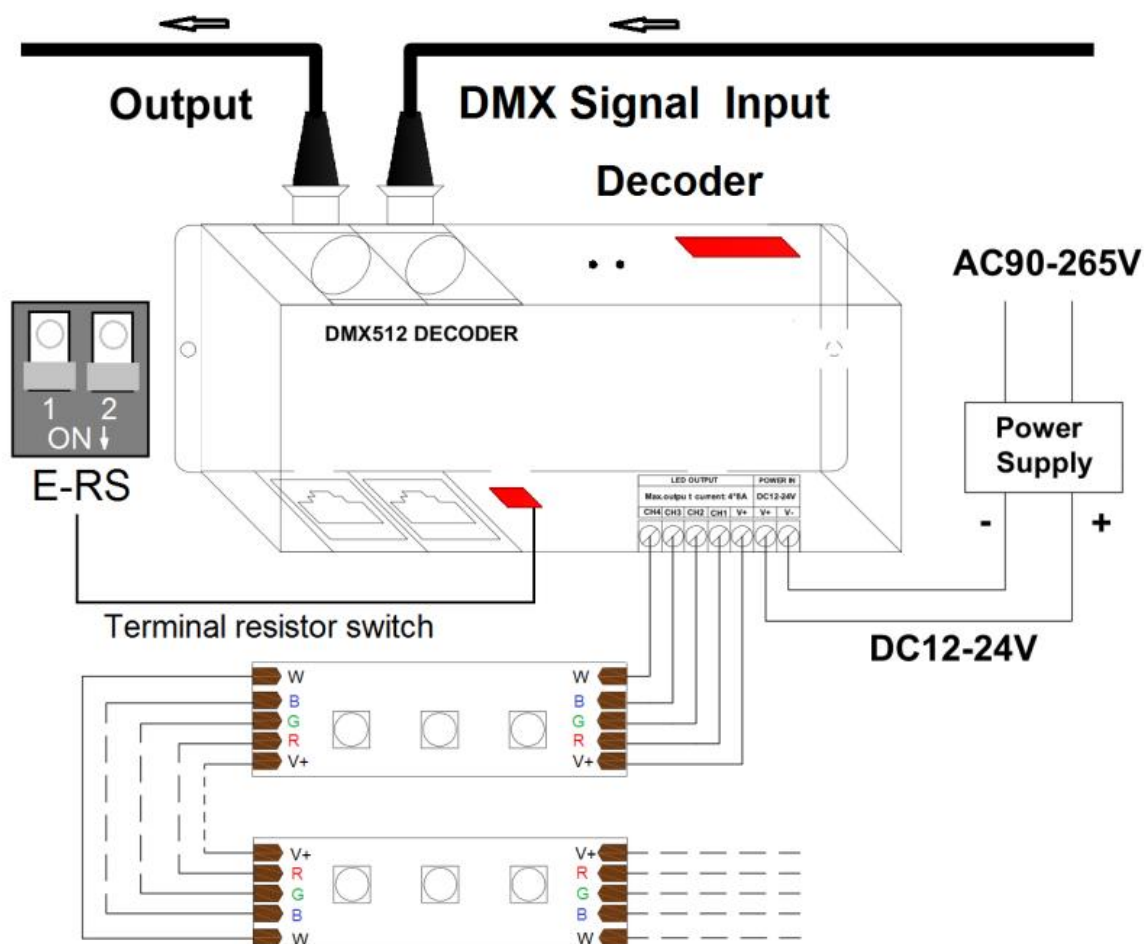 Output
DMX Signal Input
Decoder
AC90-265V
DMX512 DECODER
1 2
ON
E-RS
Power
Supply
- +
LED OUTPUT POWER IN
Max.outpu t current 4*8A DC12-24V
CH4 CH3 CH2 CH1 V+ V+ V-
Terminal resistor switch
DC12-24V
W W
B B
G G
R R
V+ V+
V+ V+
R R
G G
B B
W W